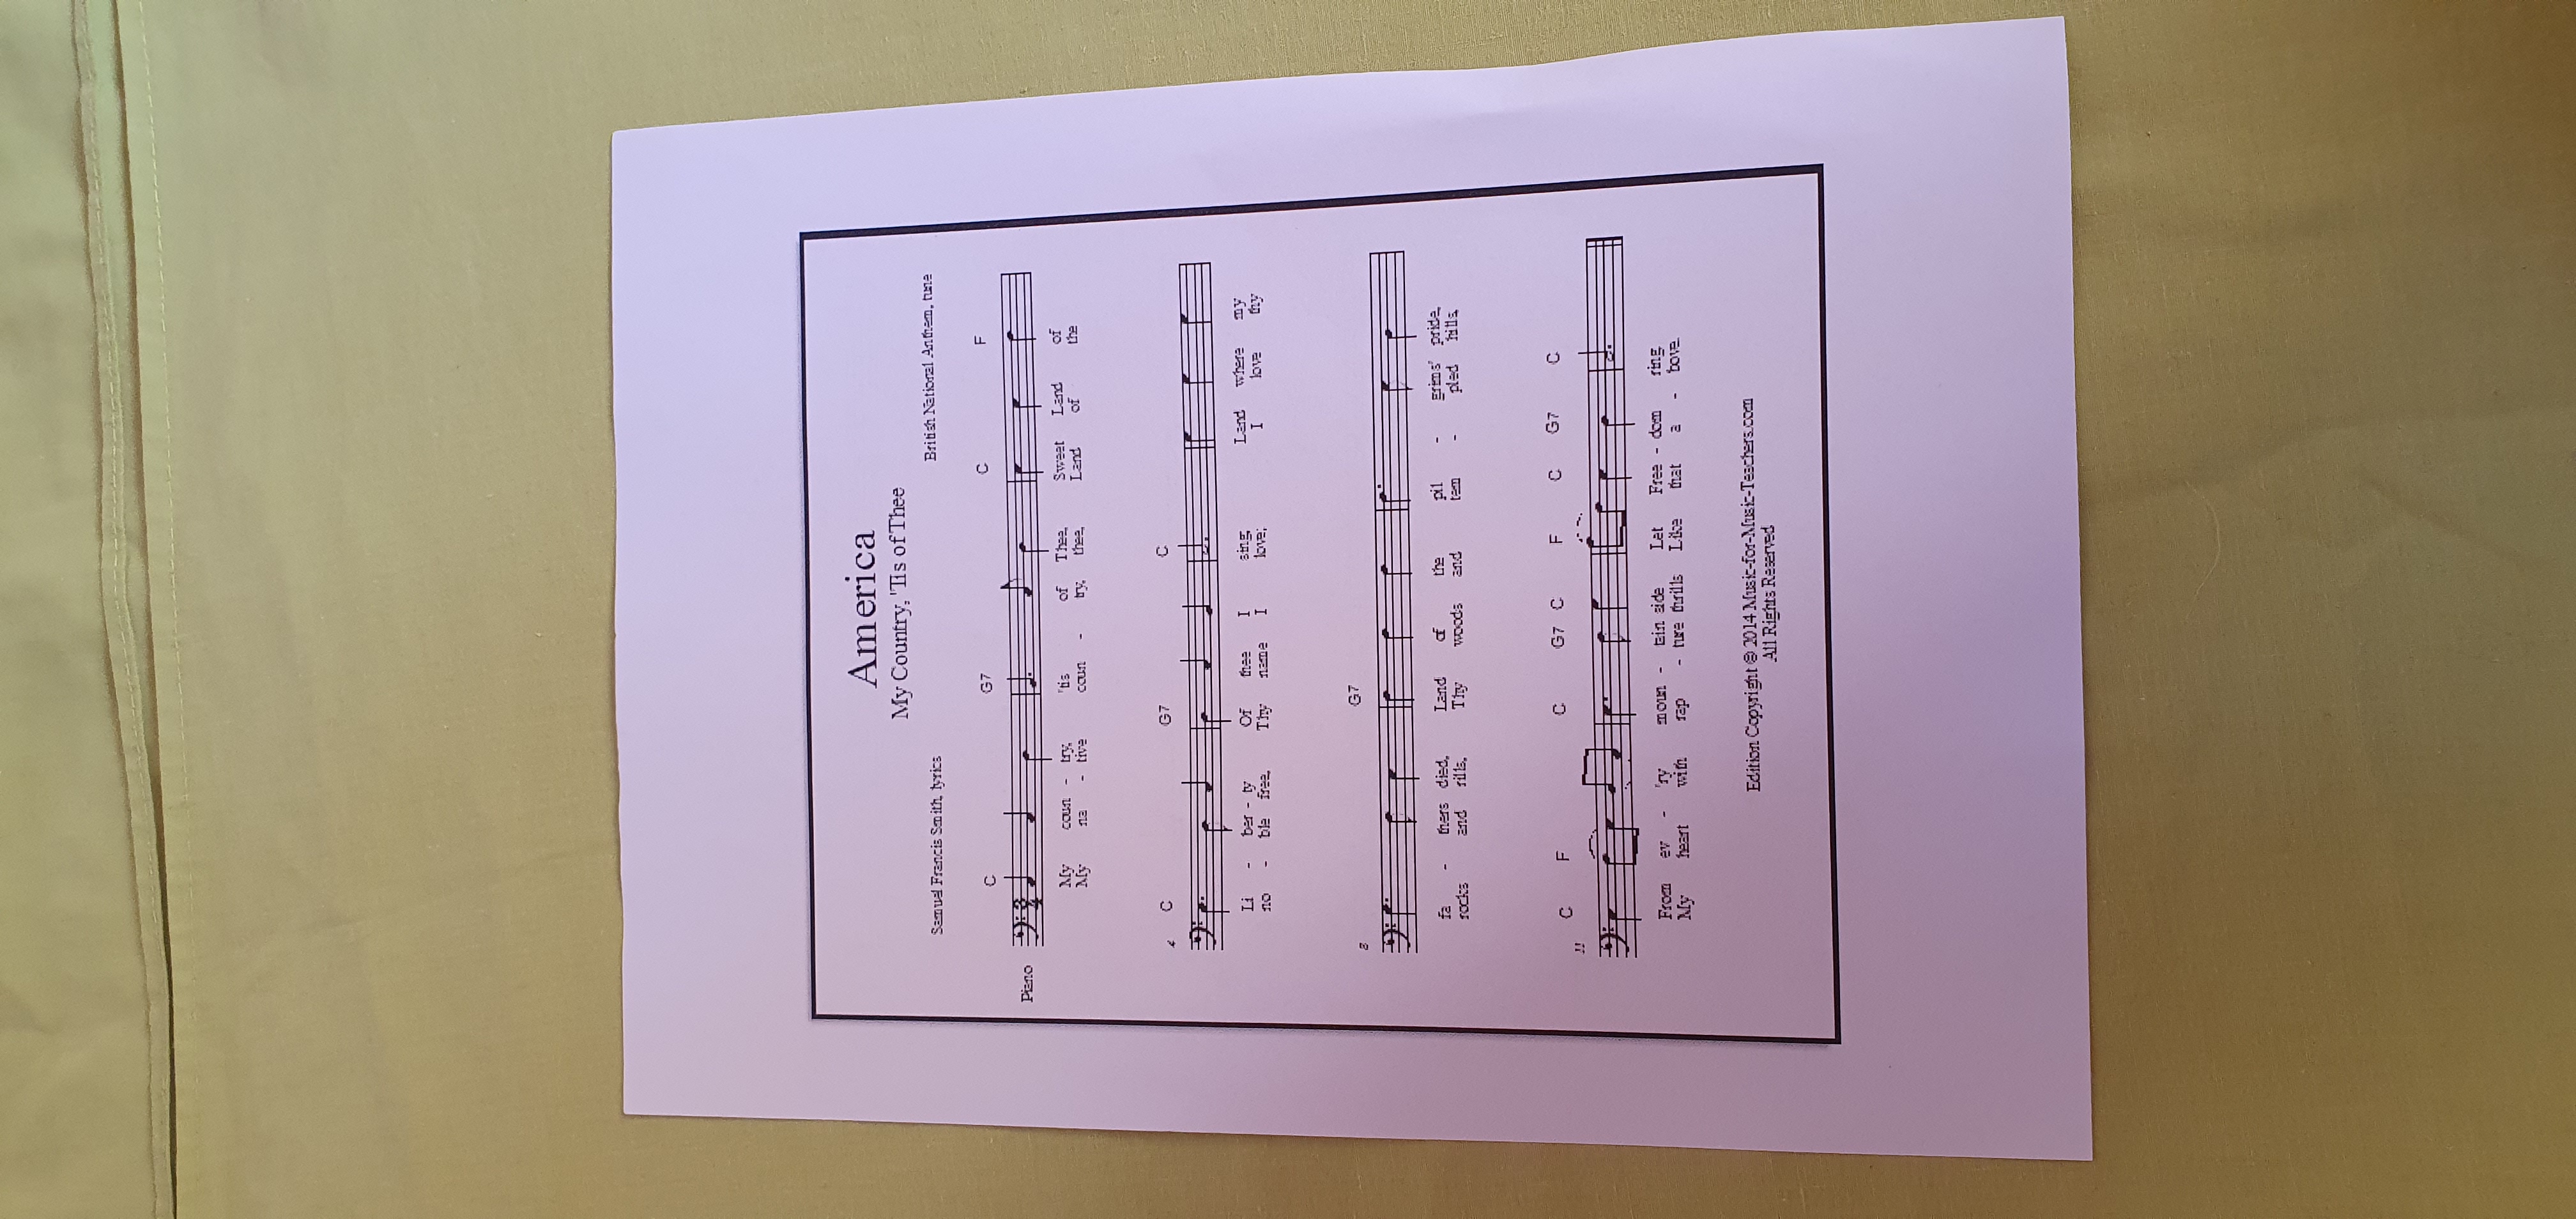 America
My Country, 'Tis of Thee
Samuel Francis Smith, lyrics
British National Anthem, tune
C G7 C F
Piano
My coun - try, 'tis of Thee, Sweet Land of
My na - tive coun - try, thee, Land of the
4
C G7 C
Li - ber - ty Of thee I sing; Land where my
no - ble free, Thy name I love; I love thy
8
G7
fa - thers died, Land of the pil - grims' pride,
rocks and rills, Thy woods and tem - pled hills,
11
C F C G7 C F C G7 C
From ev - 'ry moun - tain side Let Free - dom ring
My heart with rap - ture thrills Like that a - bove.
Edition Copyright © 2014 Music-for-Music-Teachers.com
All Rights Reserved